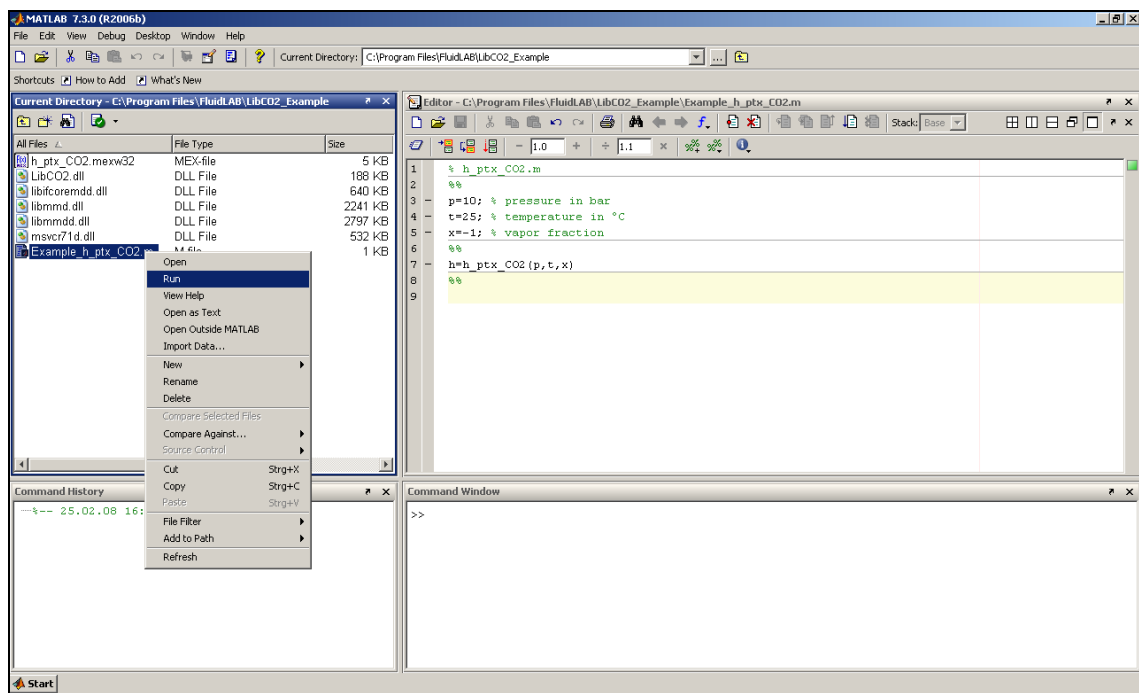 MATLAB 7.3.0 (R2006b)
File Edit View Debug Desktop Window Help
Current Directory: C:\Program Files\FluidLAB\LibCO2_Example
Shortcuts How to Add What's New
Current Directory - C:\Program Files\FluidLAB\LibCO2_Example
All Files File Type Size
h_ptx_CO2.mexw32 MEX-file 5 KB
LibCO2.dll DLL File 188 KB
libifcoremdd.dll DLL File 640 KB
libmmd.dll DLL File 2241 KB
libmmdd.dll DLL File 2797 KB
msvcr71d.dll DLL File 532 KB
Example_h_ptx_CO2.m M-file 1 KB
Open
Run
View Help
Open as Text
Open Outside MATLAB
Import Data...
New
Rename
Delete
Compare Selected Files
Compare Against...
Source Control
Cut Strg+X
Copy Strg+C
Paste Strg+V
File Filter
Add to Path
Refresh
Editor - C:\Program Files\FluidLAB\LibCO2_Example\Example_h_ptx_CO2.m
Stack: Base
- 1.0 + ÷ 1.1 ×
1 % h_ptx_CO2.m
2 %%
3 - p=10; % pressure in bar
4 - t=25; % temperature in °C
5 - x=-1; % vapor fraction
6 %%
7 - h=h_ptx_CO2(p,t,x)
8 %%
9
Command History
%-- 25.02.08 16:
Command Window
>>
Start